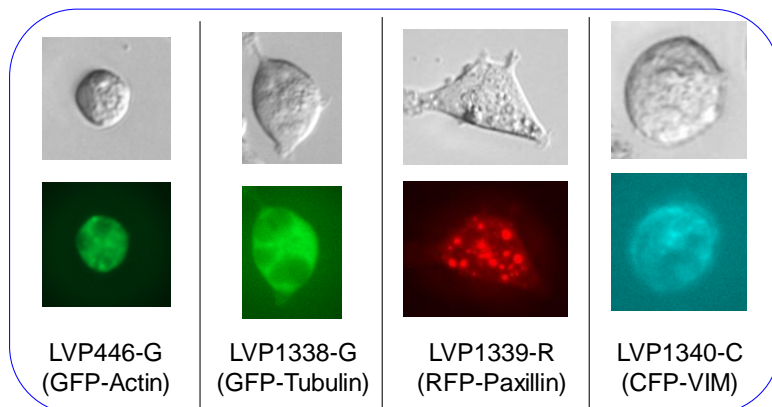 LVP446-G
(GFP-Actin)
LVP1338-G
(GFP-Tubulin)
LVP1339-R
(RFP-Paxillin)
LVP1340-C
(CFP-VIM)